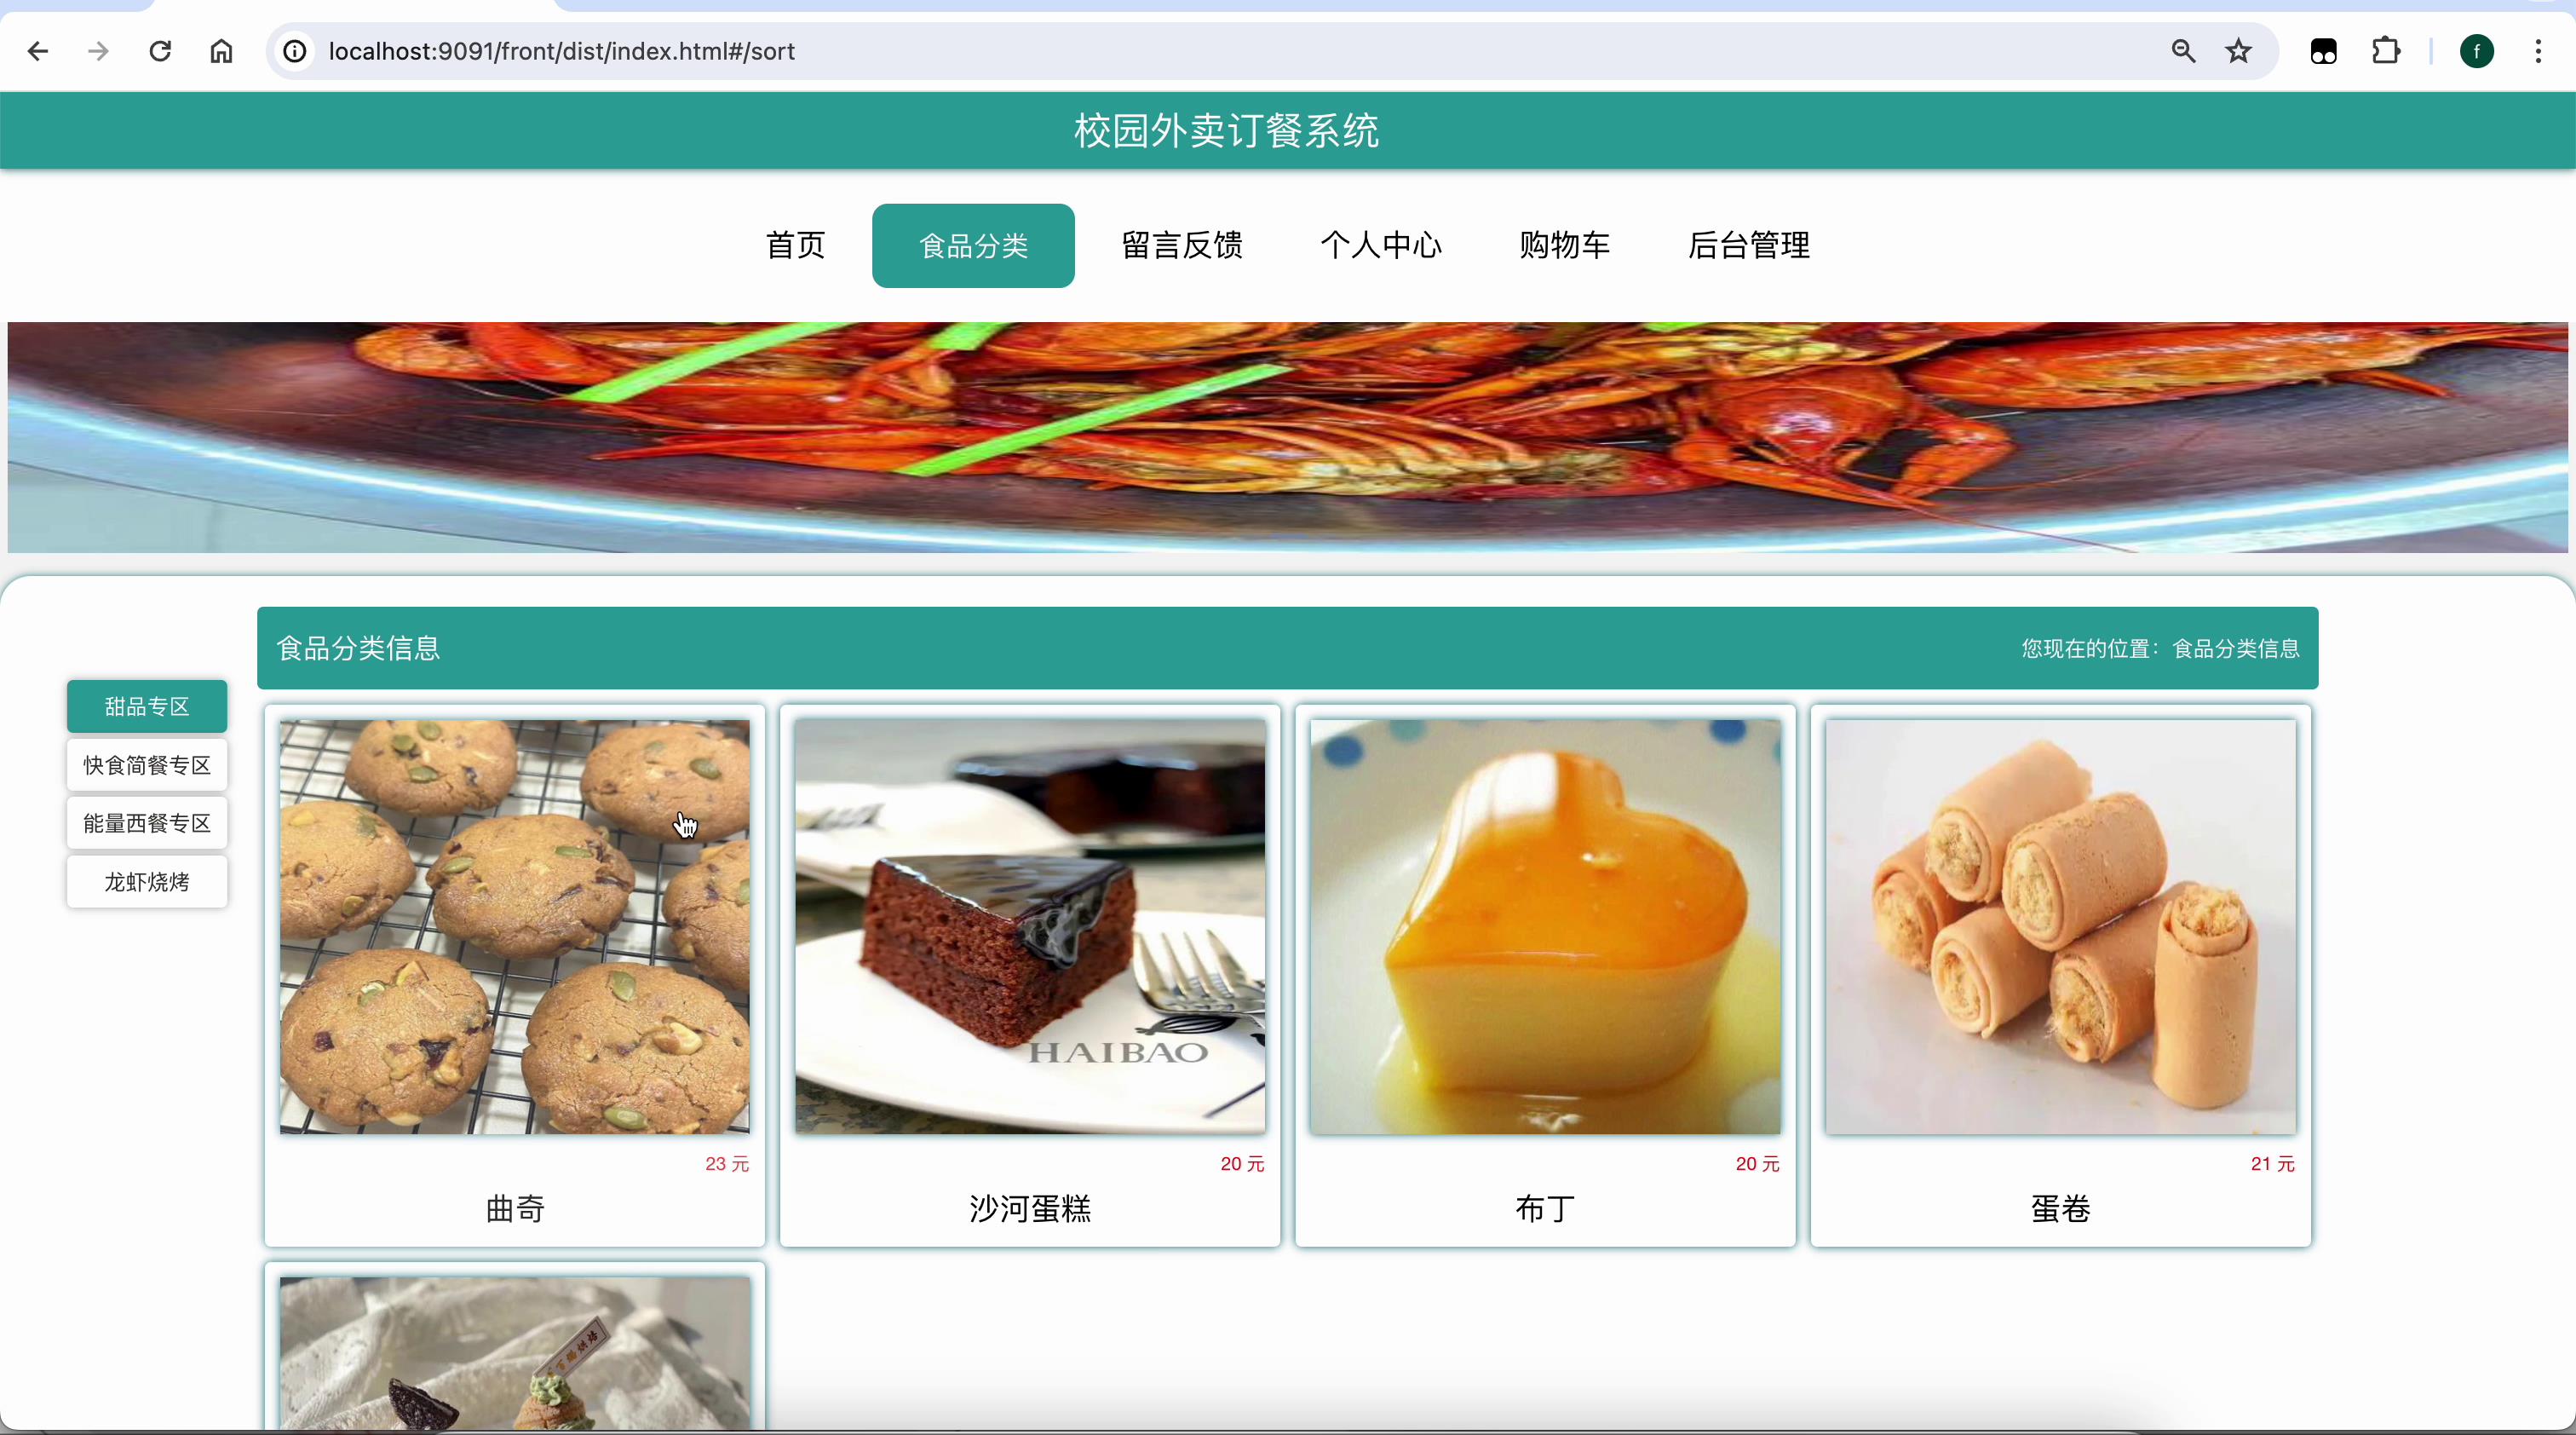 localhost:9091/front/dist/index.html#/sort
f
校园外卖订餐系统
首页 食品分类 留言反馈 个人中心 购物车 后台管理
食品分类信息 您现在的位置：食品分类信息
甜品专区
快食简餐专区
能量西餐专区
龙虾烧烤
HAIBAO
23 元 20 元 20 元 21 元
曲奇 沙河蛋糕 布丁 蛋卷